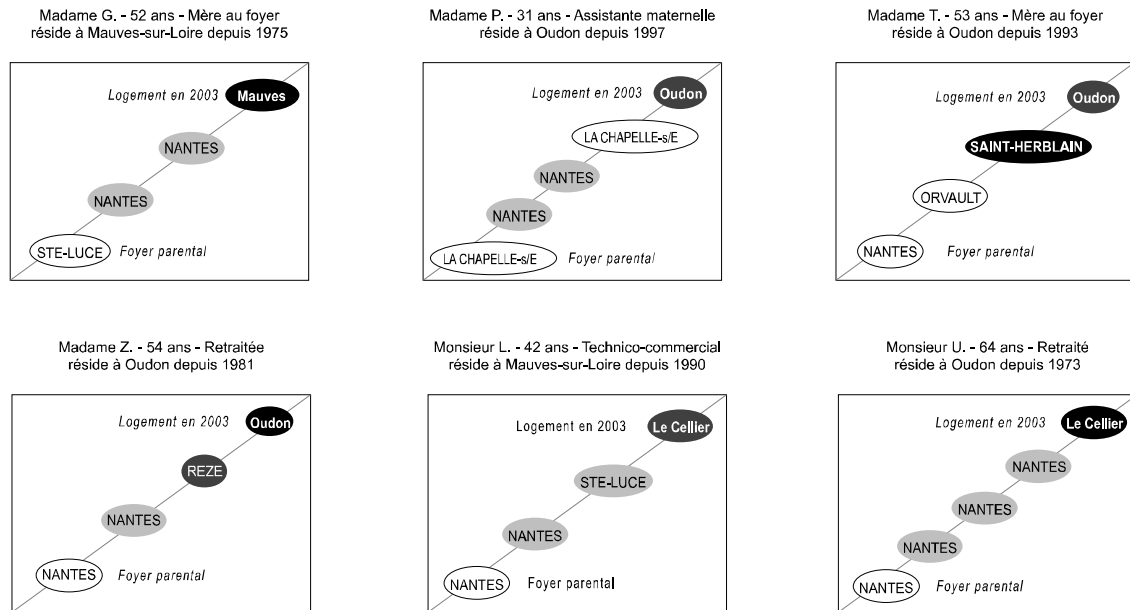 Madame G. - 52 ans - Mère au foyer
réside à Mauves-sur-Loire depuis 1975
Logement en 2003
Mauves
NANTES
NANTES
STE-LUCE
Foyer parental
Madame P. - 31 ans - Assistante maternelle
réside à Oudon depuis 1997
Logement en 2003
Oudon
LA CHAPELLE-s/E
NANTES
NANTES
LA CHAPELLE-s/E
Foyer parental
Madame T. - 53 ans - Mère au foyer
réside à Oudon depuis 1993
Logement en 2003
Oudon
SAINT-HERBLAIN
ORVAULT
NANTES
Foyer parental
Madame Z. - 54 ans - Retraitée
réside à Oudon depuis 1981
Logement en 2003
Oudon
REZE
NANTES
NANTES
Foyer parental
Monsieur L. - 42 ans - Technico-commercial
réside à Mauves-sur-Loire depuis 1990
Logement en 2003
Le Cellier
STE-LUCE
NANTES
NANTES
Foyer parental
Monsieur U. - 64 ans - Retraité
réside à Oudon depuis 1973
Logement en 2003
Le Cellier
NANTES
NANTES
NANTES
NANTES
Foyer parental